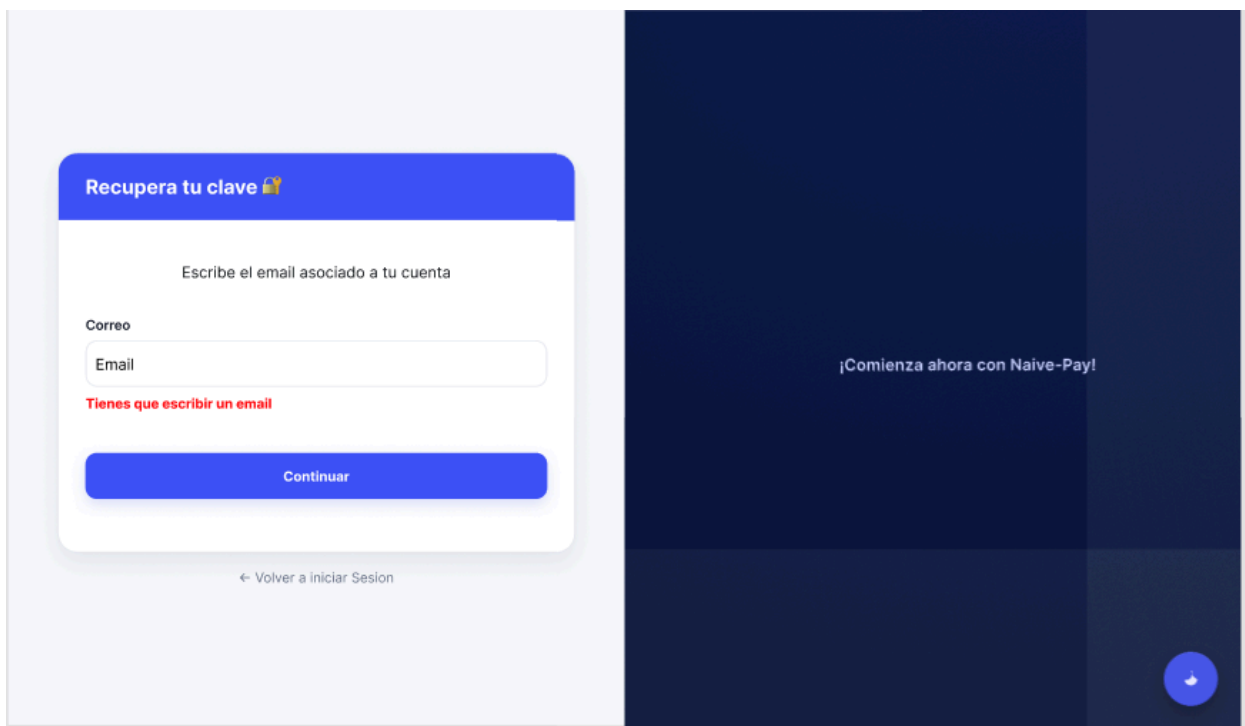 Recupera tu clave 🔐
Escribe el email asociado a tu cuenta
Correo
Email
Tienes que escribir un email
Continuar
← Volver a iniciar Sesion
¡Comienza ahora con Naive-Pay!